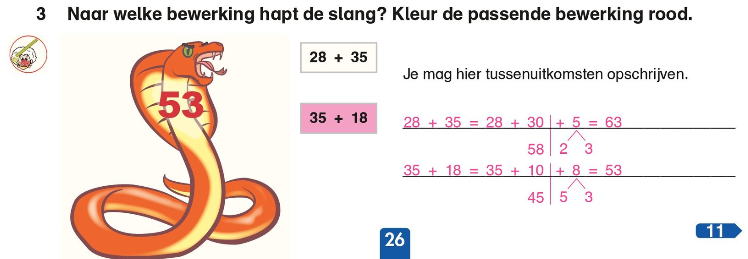 3 Naar welke bewerking hapt de slang? Kleur de passende bewerking rood.
53
28 + 35
35 + 18
Je mag hier tussenuitkomsten opschrijven.
28 + 35 = 28 + 30 + 5 = 63
58 2 3
35 + 18 = 35 + 10 + 8 = 53
45 5 3
26
11